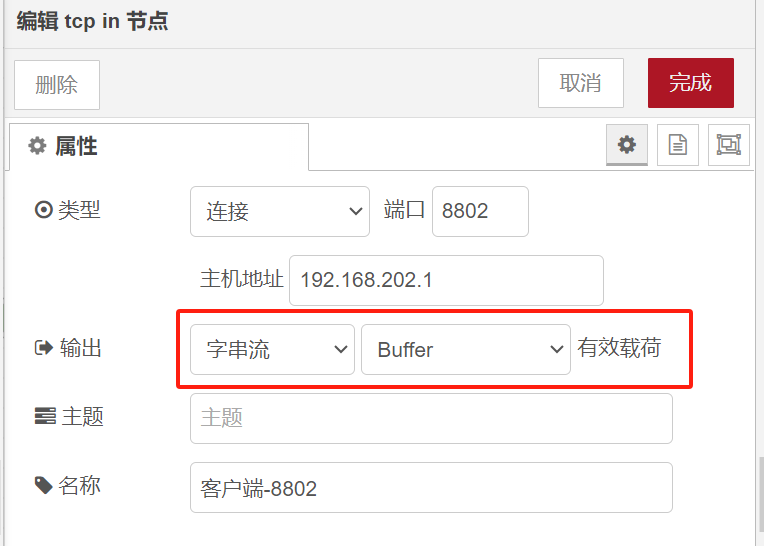 编辑 tcp in 节点
删除 取消 完成
属性
类型 连接 端口 8802
主机地址 192.168.202.1
输出 字串流 Buffer 有效载荷
主题 主题
名称 客户端-8802